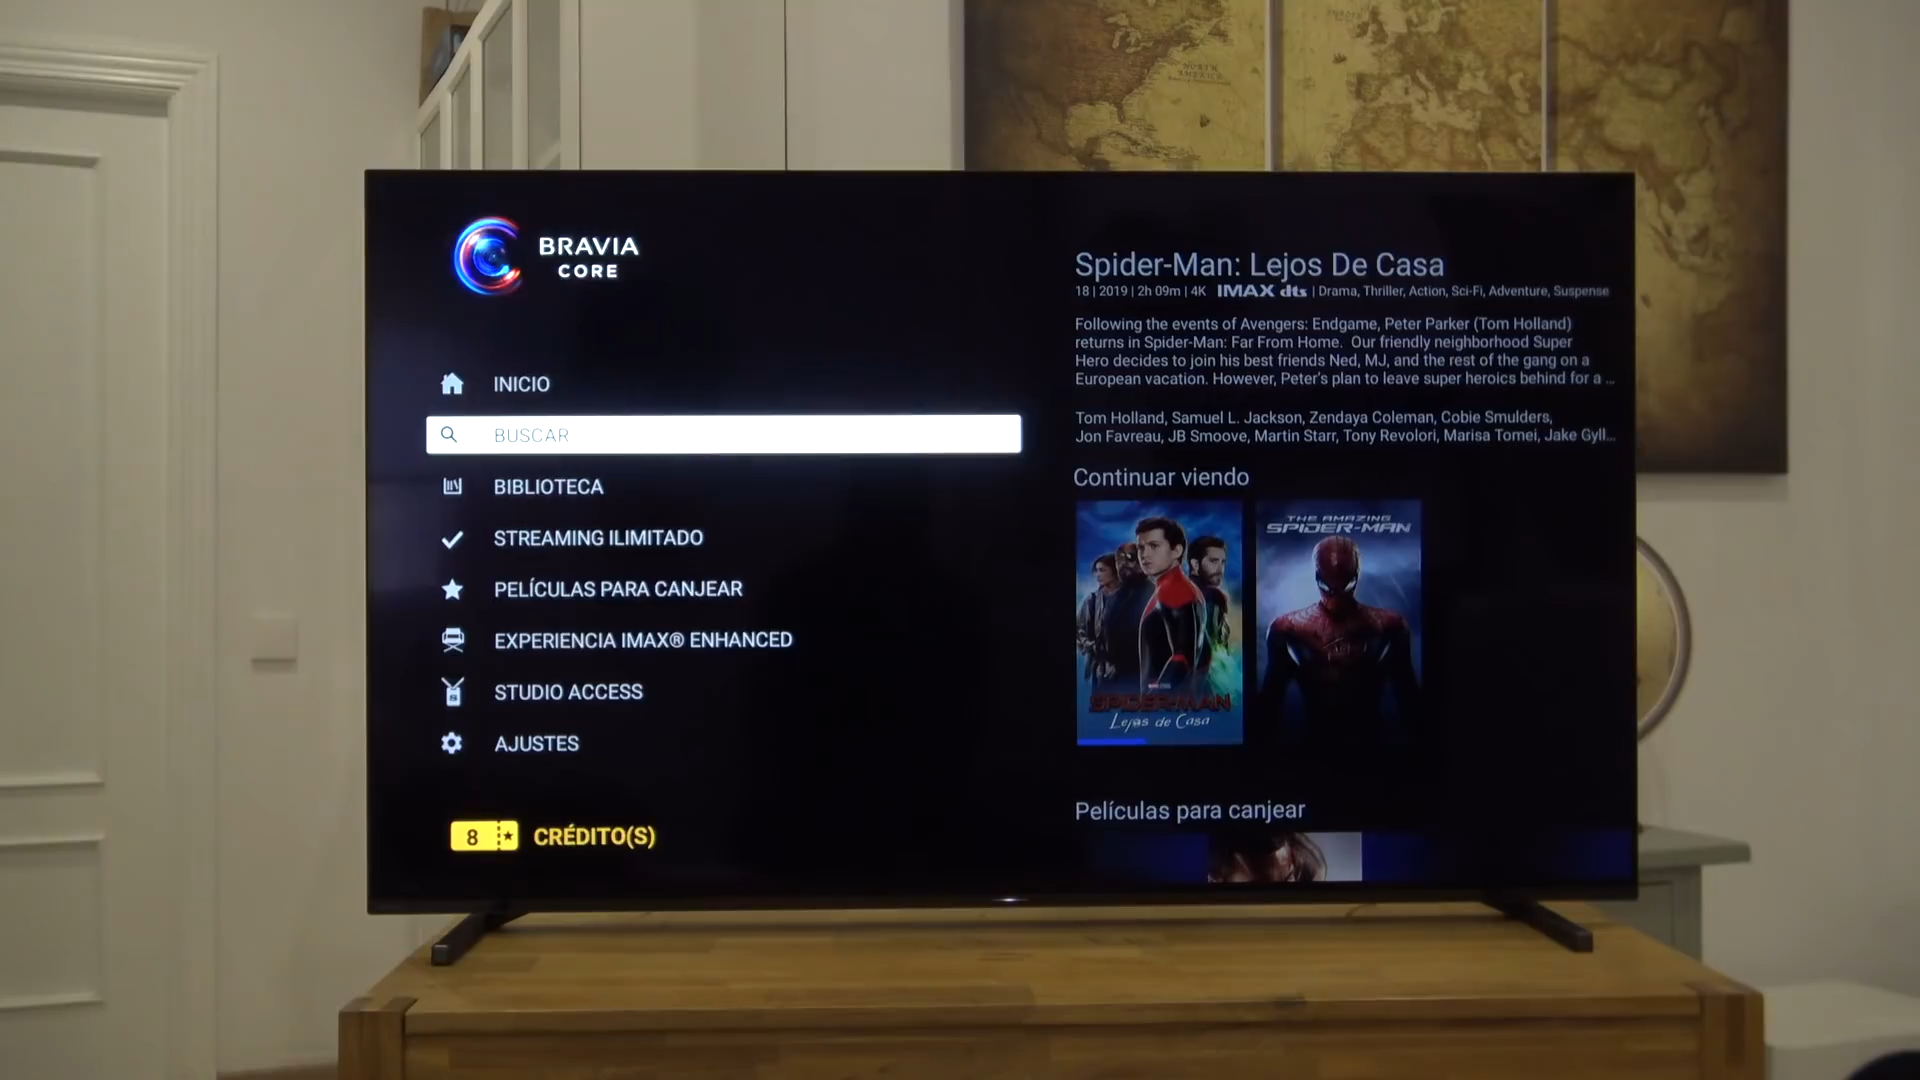 NORTH
AMERICA
BRAVIA
CORE
INICIO
BUSCAR
BIBLIOTECA
STREAMING ILIMITADO
PELÍCULAS PARA CANJEAR
EXPERIENCIA IMAX® ENHANCED
STUDIO ACCESS
AJUSTES
8 CRÉDITO(S)
Spider-Man: Lejos De Casa
18 | 2019 | 2h 09m | 4K IMAX dts | Drama, Thriller, Action, Sci-Fi, Adventure, Suspense
Following the events of Avengers: Endgame, Peter Parker (Tom Holland)
returns in Spider-Man: Far From Home. Our friendly neighborhood Super
Hero decides to join his best friends Ned, MJ, and the rest of the gang on a
European vacation. However, Peter's plan to leave super heroics behind for a ...
Tom Holland, Samuel L. Jackson, Zendaya Coleman, Cobie Smulders,
Jon Favreau, JB Smoove, Martin Starr, Tony Revolori, Marisa Tomei, Jake Gyll...
Continuar viendo
SPIDER-MAN
Lejos de Casa
THE AMAZING
SPIDER-MAN
Películas para canjear